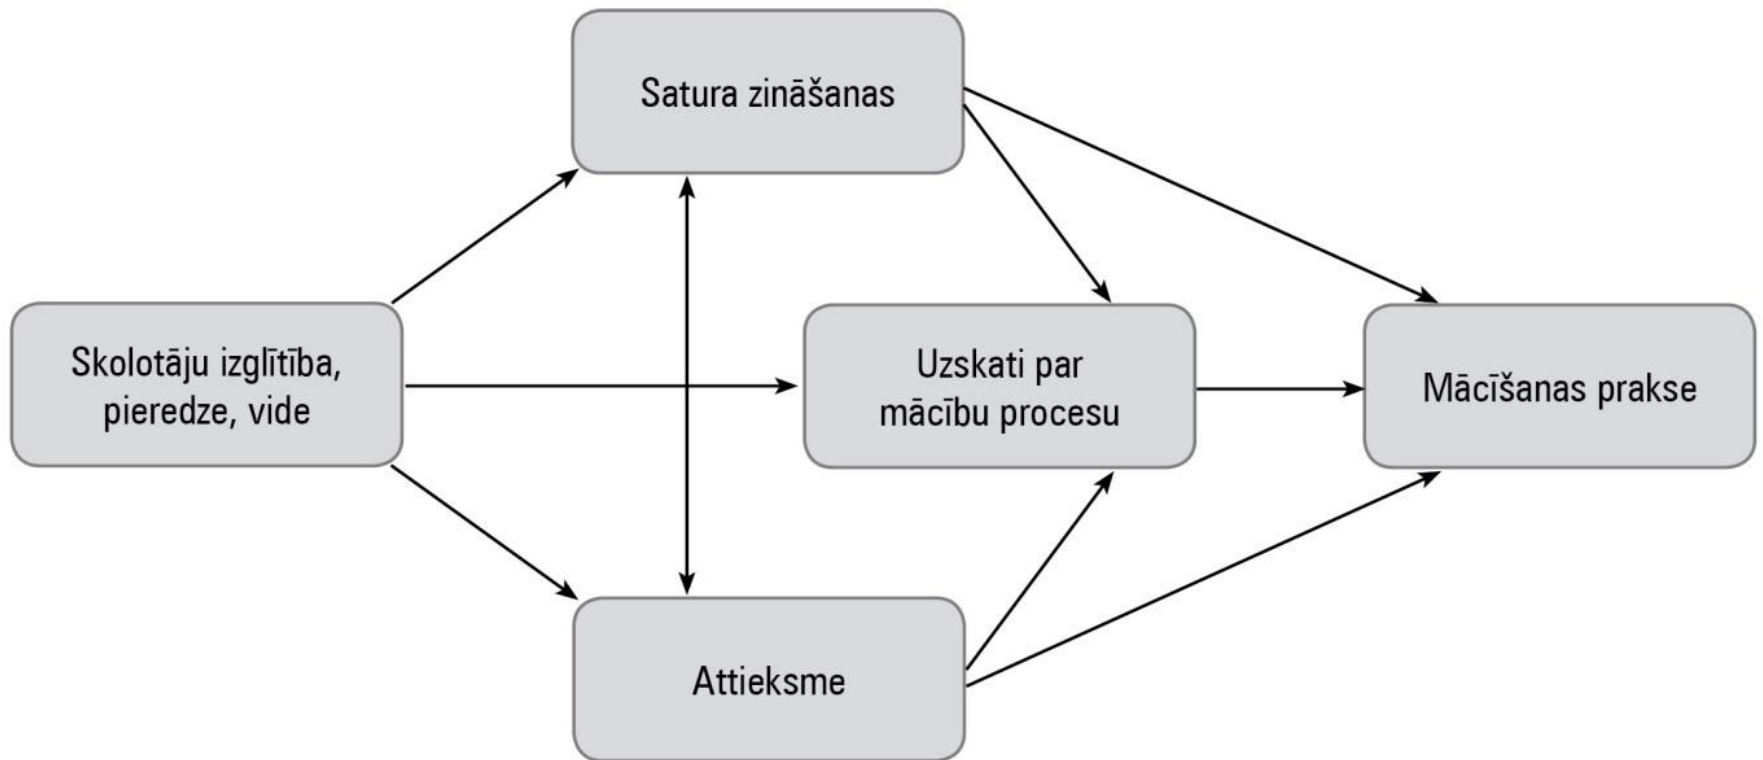 Satura zināšanas
Skolotāju izglītība,
pieredze, vide
Uzskati par
mācību procesu
Mācīšanas prakse
Attieksme